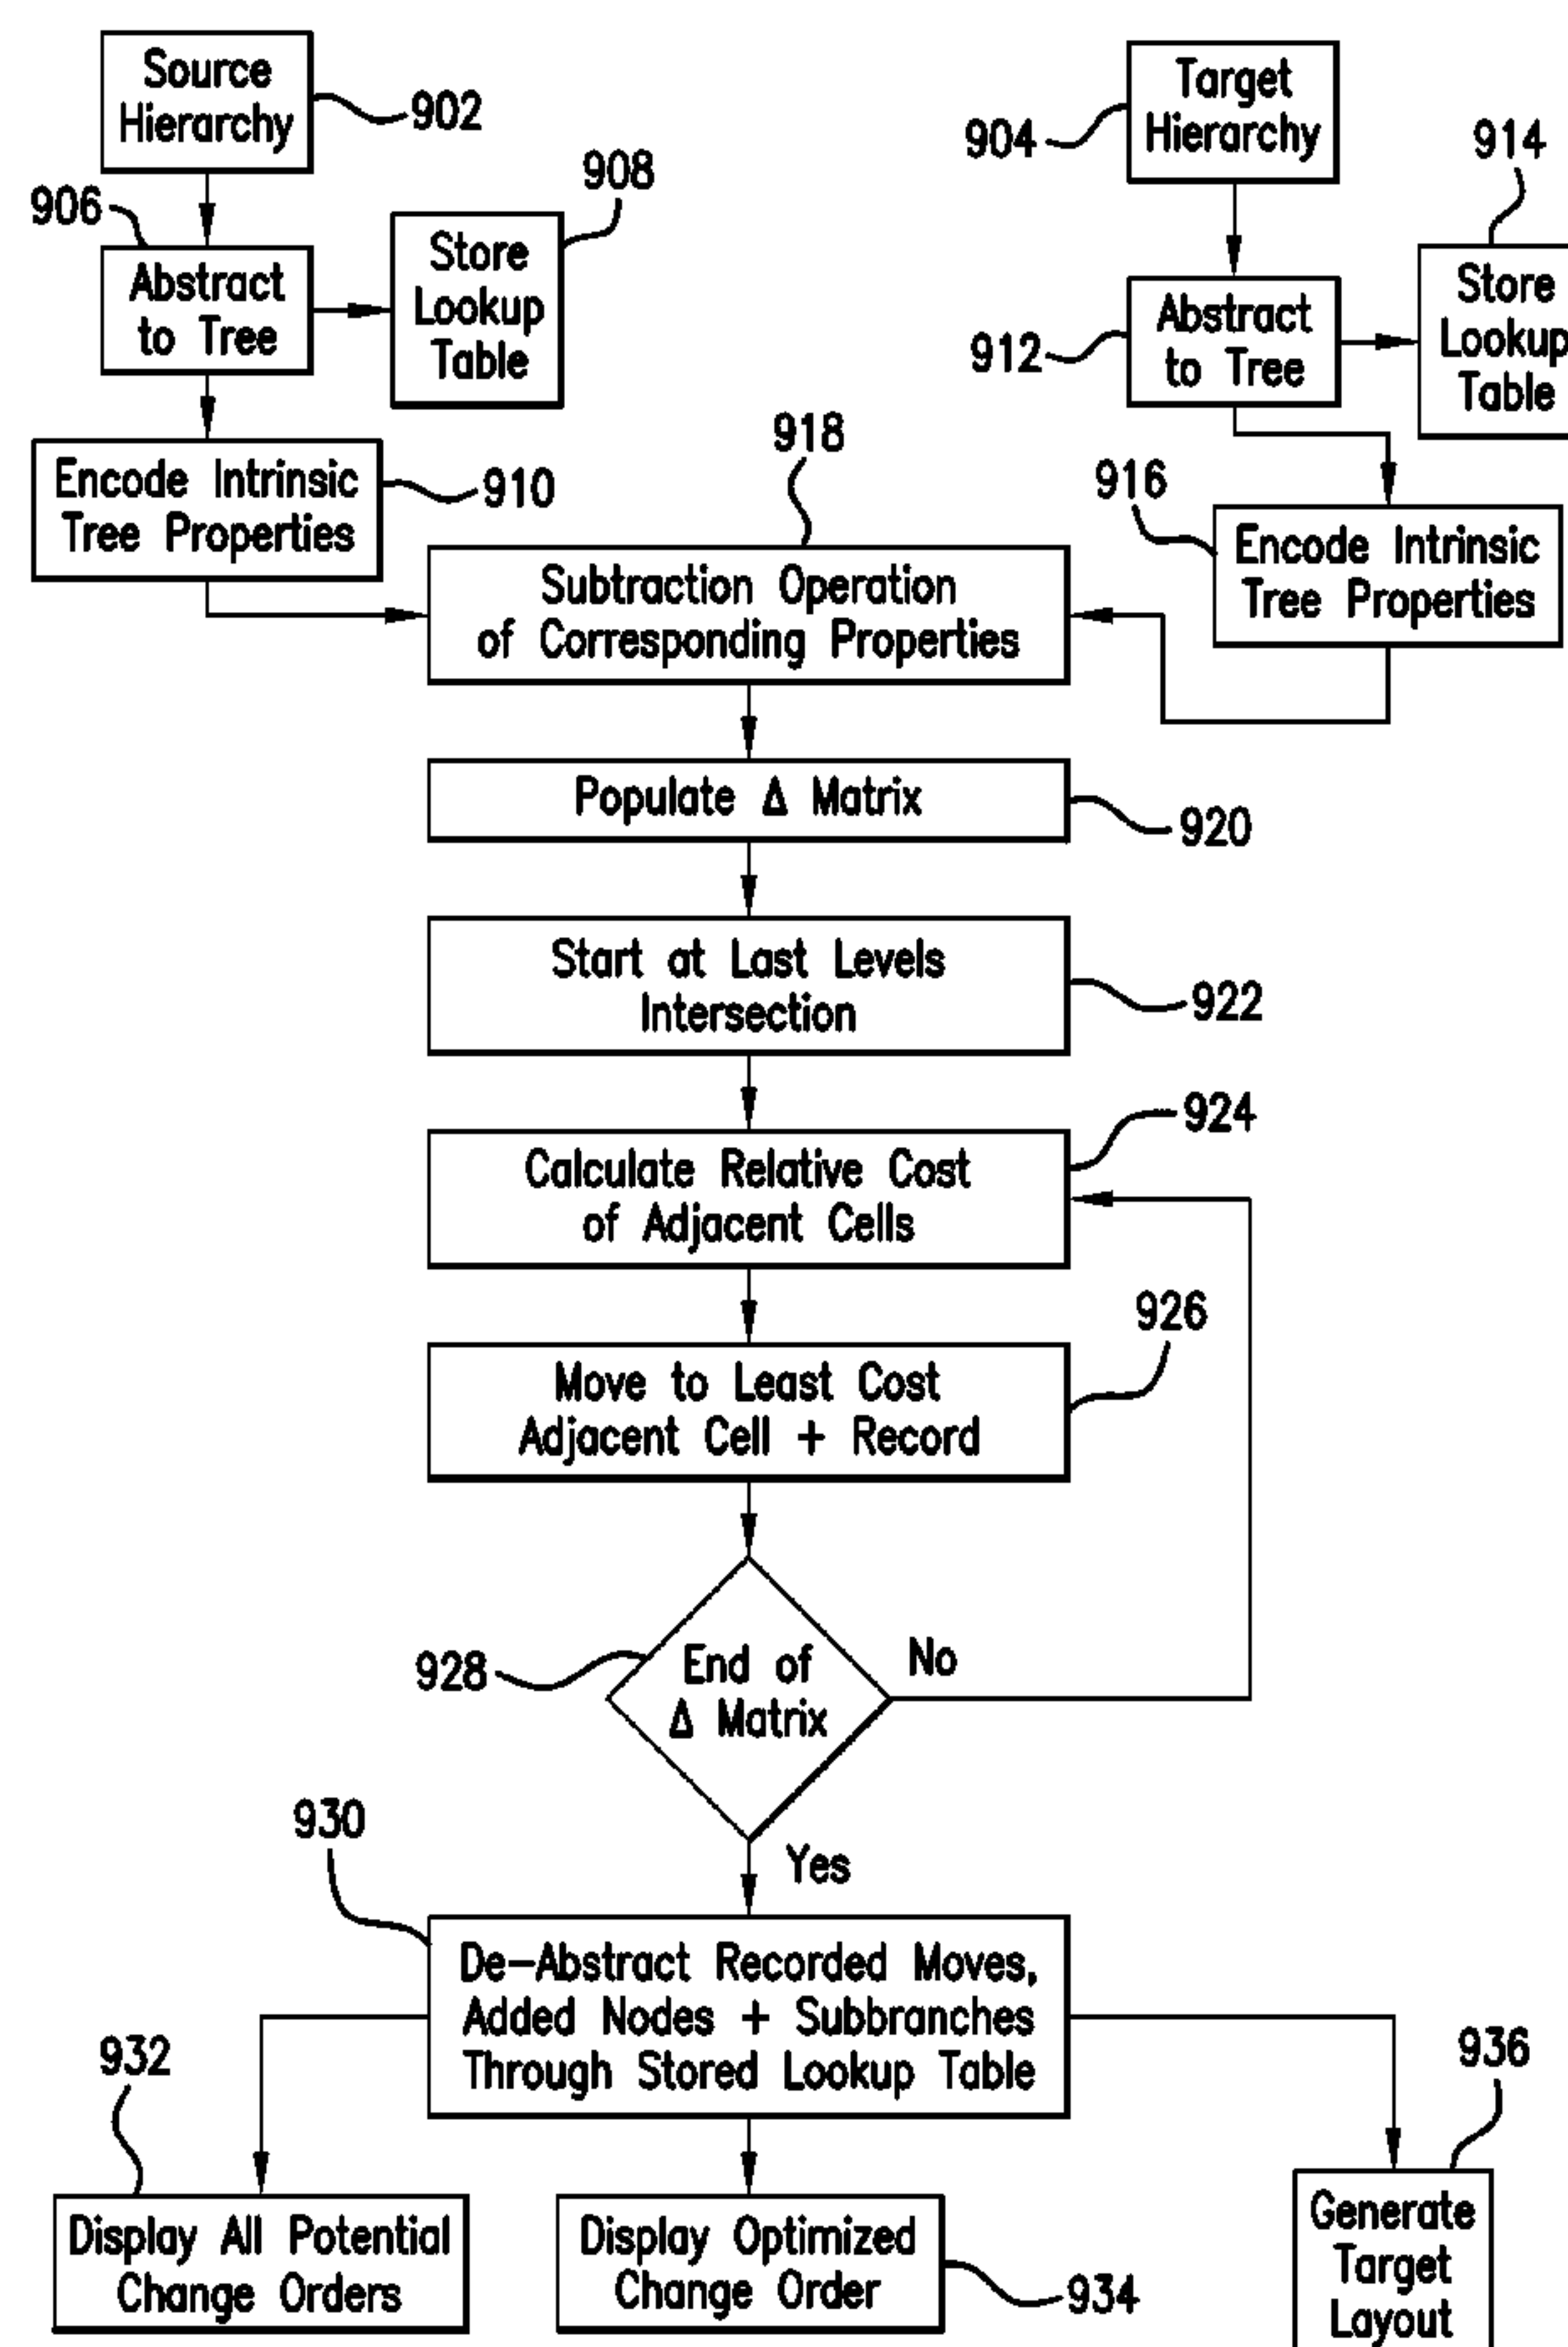 Source
Hierarchy
902
Target
Hierarchy
904
914
908
906
Abstract
to Tree
Store
Lookup
Table
912
Abstract
to Tree
Store
Lookup
Table
918
Encode Intrinsic
Tree Properties
910
916
Encode Intrinsic
Tree Properties
Subtraction Operation
of Corresponding Properties
Populate Δ Matrix
920
Start at Last Levels
Intersection
922
924
Calculate Relative Cost
of Adjacent Cells
926
Move to Least Cost
Adjacent Cell + Record
928
End of
Δ Matrix
No
Yes
930
De-Abstract Recorded Moves,
Added Nodes + Subbranches
Through Stored Lookup Table
932
936
Display All Potential
Change Orders
Display Optimized
Change Order
934
Generate
Target
Layout